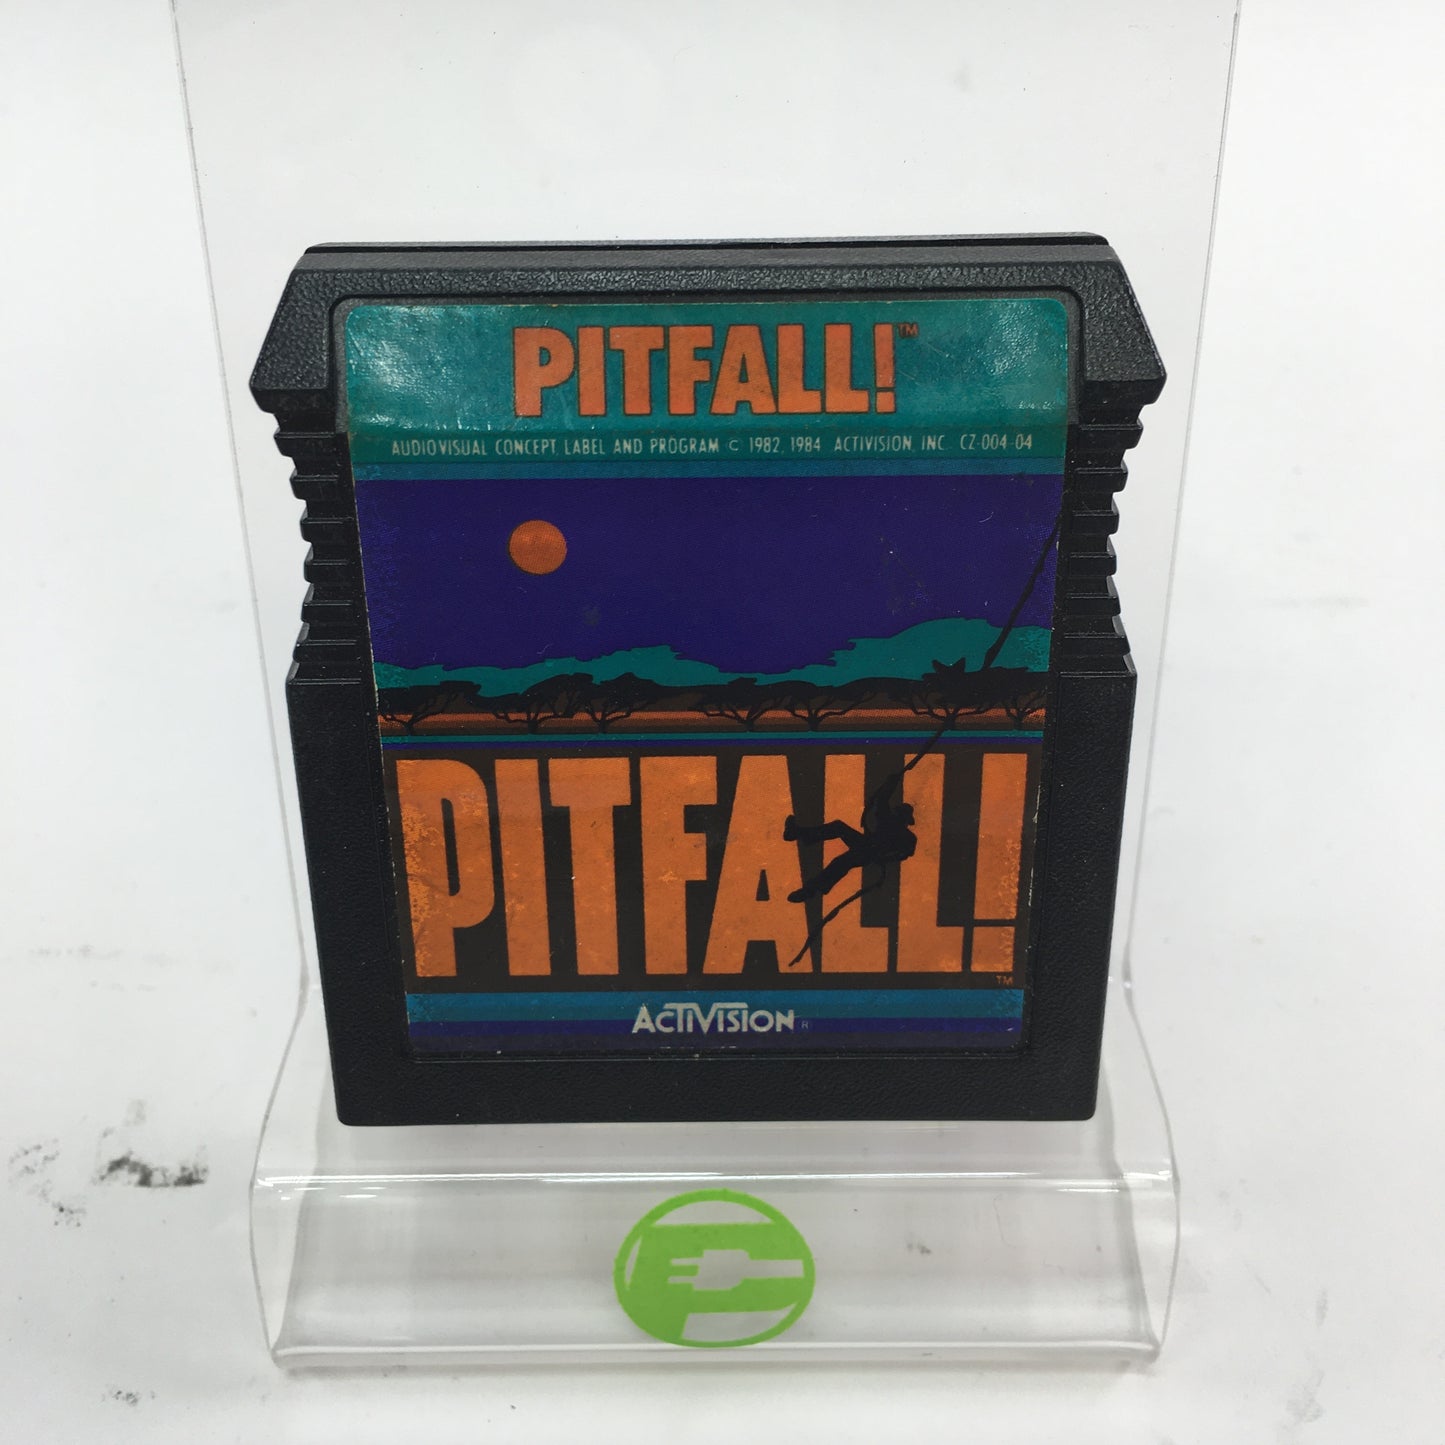 PITFALL!™
AUDIOVISUAL CONCEPT, LABEL AND PROGRAM © 1982, 1984 ACTIVISION, INC. CZ-004-04
PITFALL!™
ACTIVISION®